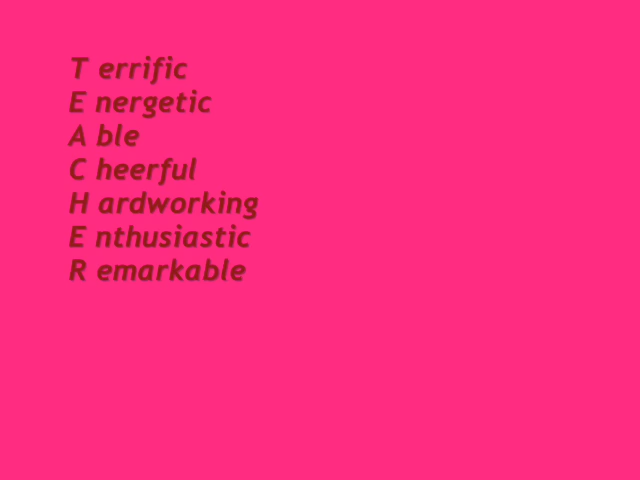 T errific
E nergetic
A ble
C heerful
H ardworking
E nthusiastic
R emarkable